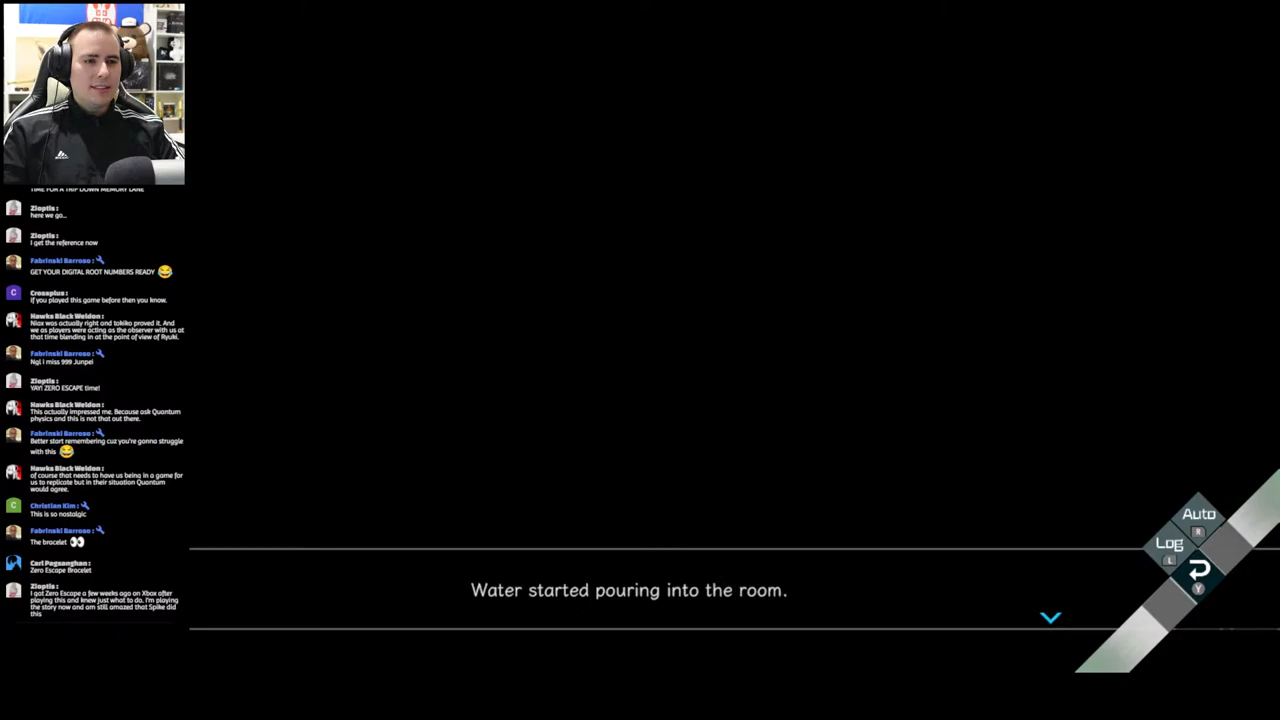 TIME FOR A TRIP DOWN MEMORY LANE
Zioptis :
here we go...
Zioptis :
I get the reference now
Fabrinski Barroso :
GET YOUR DIGITAL ROOT NUMBERS READY 😂
C
Crossplus :
if you played this game before then you know.
Hawks Black Weldon :
Niax was actually right and tokiko proved it. And
we as players were acting as the observer with us at
that time blending in at the point of view of Ryuki.
Fabrinski Barroso :
Ngl i miss 999 Junpei
Zioptis :
YAY! ZERO ESCAPE time!
Hawks Black Weldon :
This actually impressed me. Because ask Quantum
physics and this is not that out there.
Fabrinski Barroso :
Better start remembering cuz you're gonna struggle
with this 😂
Hawks Black Weldon :
of course that needs to have us being in a game for
us to replicate but in their situation Quantum
would agree.
C
Christian Kim :
This is so nostalgic
Fabrinski Barroso :
The bracelet 👀
Carl Pagsanghan :
Zero Escape Bracelet
Zioptis :
I got Zero Escape a few weeks ago on Xbox after
playing this and knew just what to do. I'm playing
the story now and am still amazed that Spike did
this
Water started pouring into the room.
Auto
R
Log
L
Y